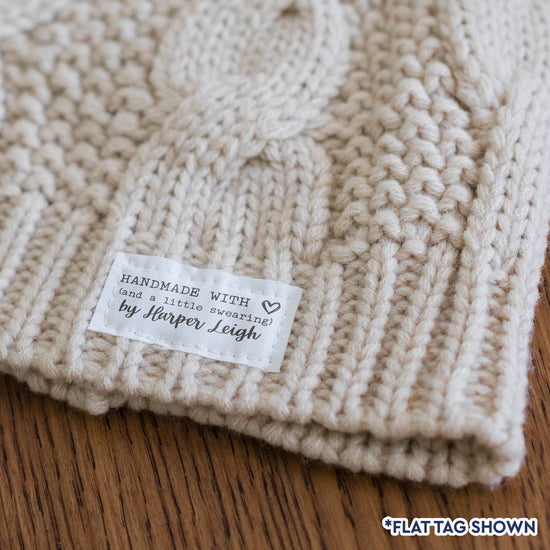 HANDMADE WITH
(and a little swearing)
by Harper Leigh
*FLAT TAG SHOWN